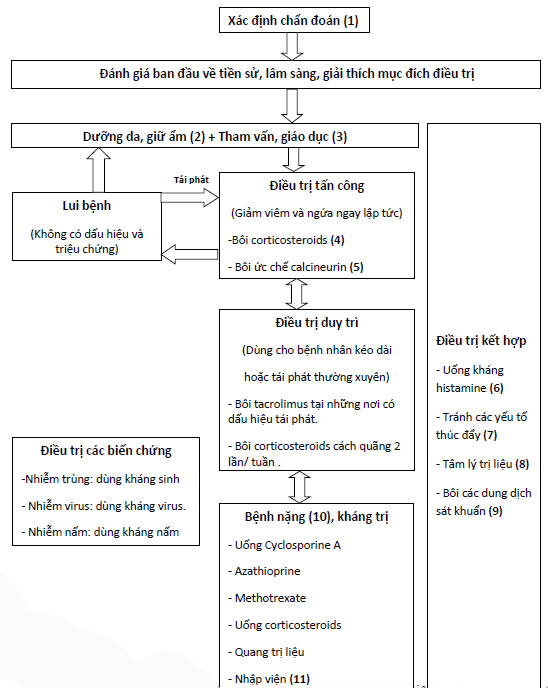 Xác định chẩn đoán (1)
Đánh giá ban đầu về tiền sử, lâm sàng, giải thích mục đích điều trị
Dưỡng da, giữ ẩm (2) + Tham vấn, giáo dục (3)
Tái phát
Lui bệnh
(Không có dấu hiệu và
triệu chứng)
Điều trị tấn công
(Giảm viêm và ngứa ngay lập tức)
-Bôi corticosteroids (4)
- Bôi ức chế calcineurin (5)
Điều trị duy trì
(Dùng cho bệnh nhân kéo dài
hoặc tái phát thường xuyên)
- Bôi tacrolimus tại những nơi có
dấu hiệu tái phát.
- Bôi corticosteroids cách quãng 2
lần/ tuần .
Điều trị kết hợp
- Uống kháng
histamine (6)
- Tránh các yếu tố
thúc đẩy (7)
- Tâm lý trị liệu (8)
- Bôi các dung dịch
sát khuẩn (9)
Điều trị các biến chứng
-Nhiễm trùng: dùng kháng sinh
- Nhiễm virus: dùng kháng virus.
- Nhiễm nấm: dùng kháng nấm
Bệnh nặng (10), kháng trị
- Uống Cyclosporine A
- Azathioprine
- Methotrexate
- Uống corticosteroids
- Quang trị liệu
- Nhập viện (11)